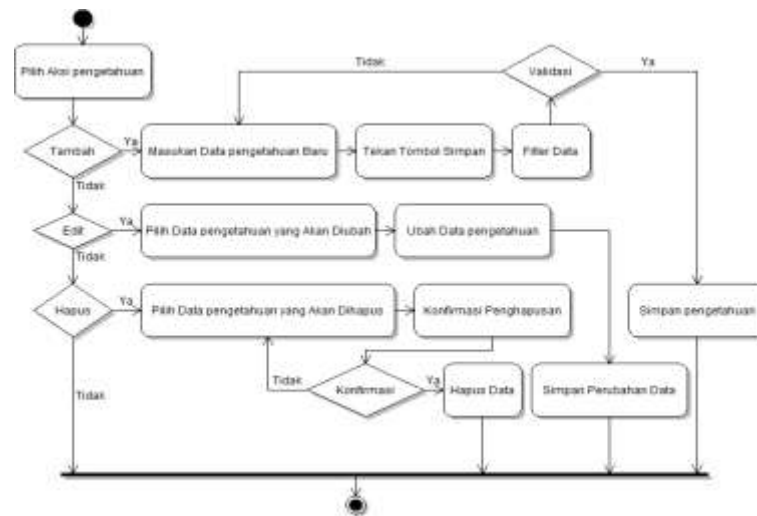 Pilih Aksi pengetahuan
Tidak
Validasi
Ya
Tambah
Ya
Masukan Data pengetahuan Baru
Tekan Tombol Simpan
Filter Data
Tidak
Edit
Ya
Pilih Data pengetahuan yang Akan Diubah
Ubah Data pengetahuan
Tidak
Hapus
Ya
Pilih Data pengetahuan yang Akan Dihapus
Konfirmasi Penghapusan
Simpan pengetahuan
Tidak
Konfirmasi
Ya
Hapus Data
Simpan Perubahan Data
Tidak